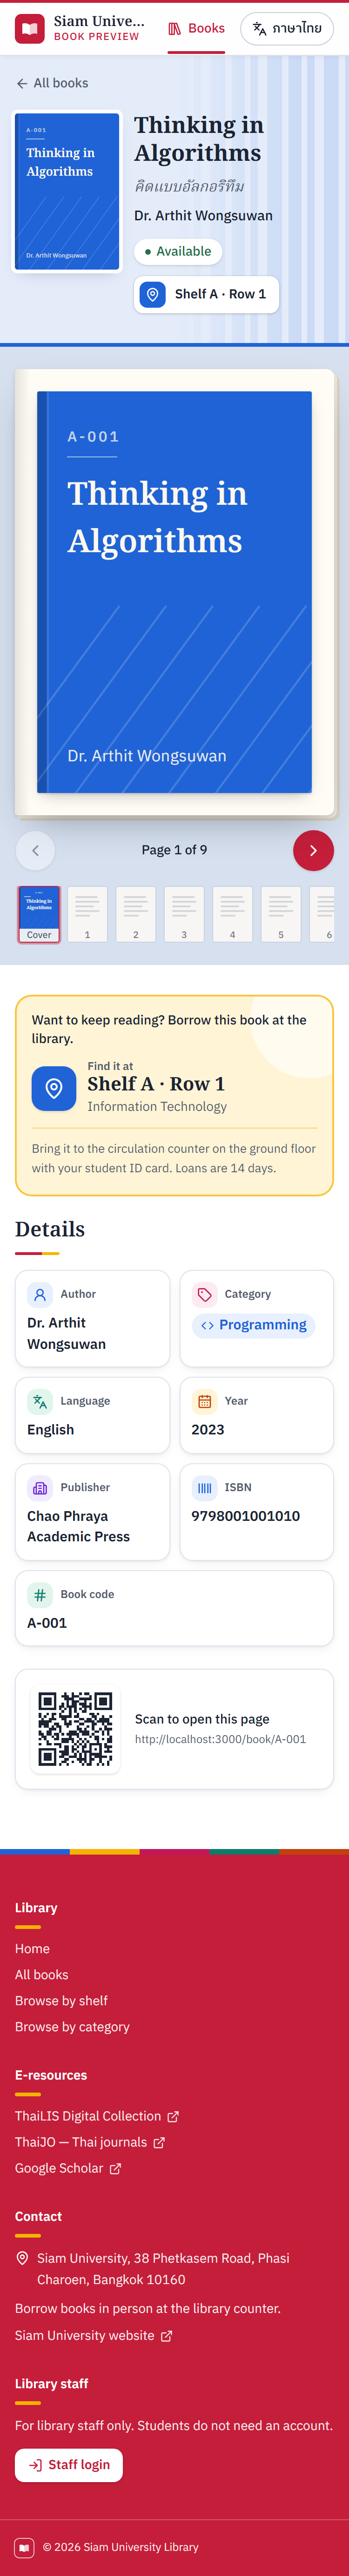 Siam Unive...
BOOK PREVIEW
Books
ภาษาไทย
All books
A-001
Thinking in
Algorithms
Dr. Arthit Wongsuwan
Thinking in
Algorithms
คิดแบบอัลกอริทึม
Dr. Arthit Wongsuwan
Available
Shelf A · Row 1
A-001
Thinking in
Algorithms
Dr. Arthit Wongsuwan
Page 1 of 9
Thinking in
Algorithms
Cover
1
2
3
4
5
6
Want to keep reading? Borrow this book at the
library.
Find it at
Shelf A · Row 1
Information Technology
Bring it to the circulation counter on the ground floor
with your student ID card. Loans are 14 days.
Details
Author
Dr. Arthit
Wongsuwan
Category
Programming
Language
English
Year
2023
Publisher
Chao Phraya
Academic Press
ISBN
9798001001010
Book code
A-001
Scan to open this page
http://localhost:3000/book/A-001
Library
Home
All books
Browse by shelf
Browse by category
E-resources
ThaiLIS Digital Collection
ThaiJO — Thai journals
Google Scholar
Contact
Siam University, 38 Phetkasem Road, Phasi
Charoen, Bangkok 10160
Borrow books in person at the library counter.
Siam University website
Library staff
For library staff only. Students do not need an account.
Staff login
© 2026 Siam University Library